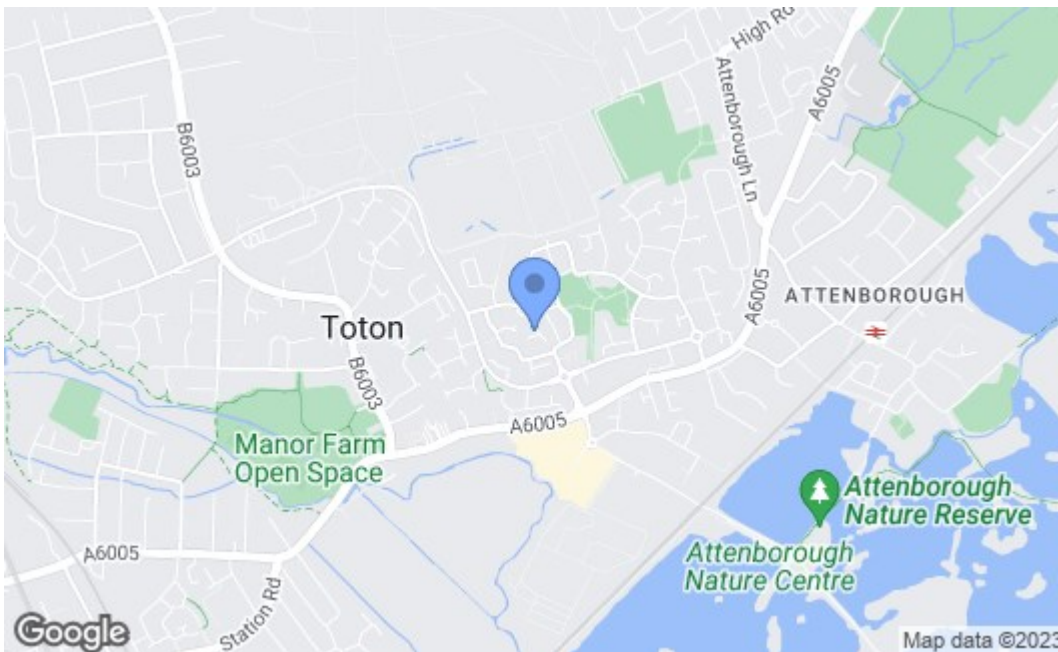 High Rd
A6005
Attenborough Ln
B6003
A6005
ATTENBOROUGH
Toton
B6003
A6005
Manor Farm
Open Space
Attenborough
Nature Reserve
A6005
Attenborough
Nature Centre
Station Rd
Google
Map data ©2023